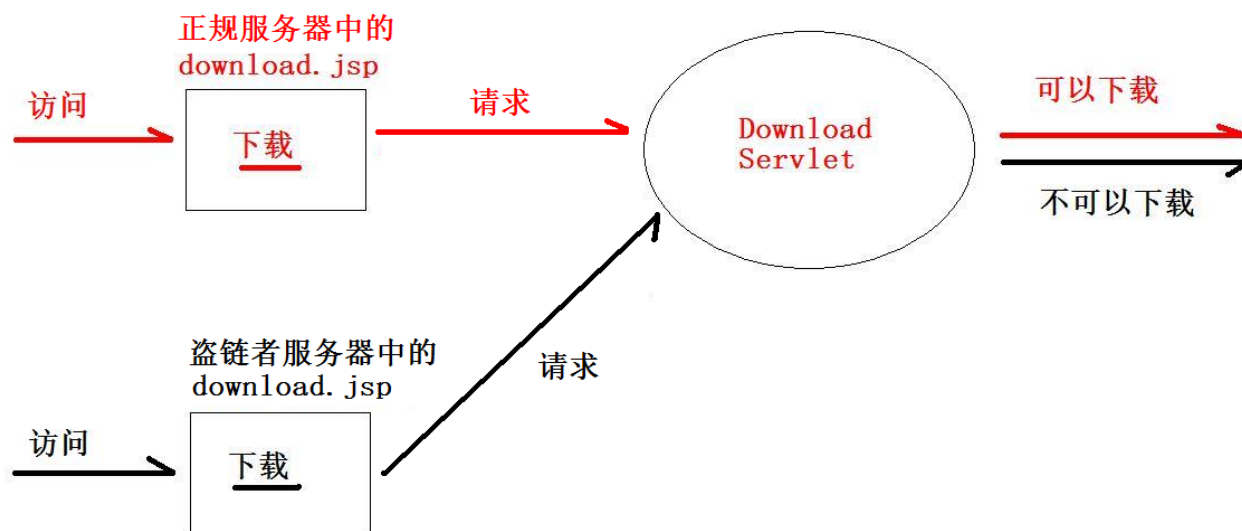 正规服务器中的
download.jsp
访问
下载
请求
Download
Servlet
可以下载
不可以下载
盗链者服务器中的
download.jsp
访问
下载
请求